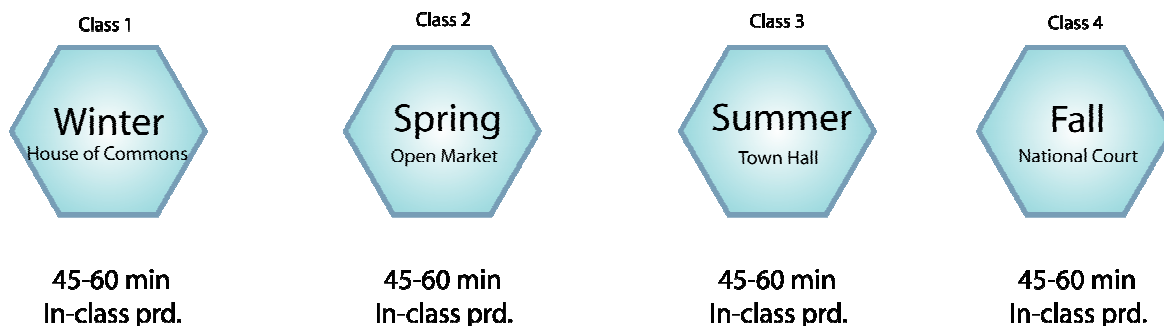 Class 1
Winter
House of Commons
45-60 min
In-class prd.
Class 2
Spring
Open Market
45-60 min
In-class prd.
Class 3
Summer
Town Hall
45-60 min
In-class prd.
Class 4
Fall
National Court
45-60 min
In-class prd.